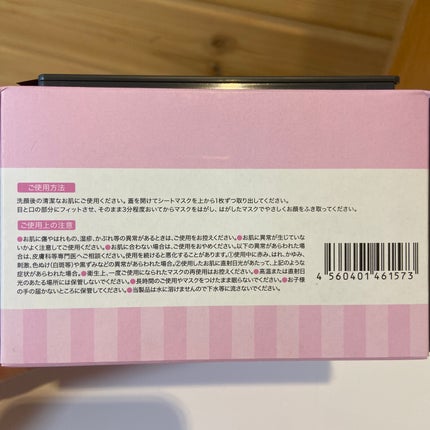 ご使用方法
洗顔後の清潔なお肌にご使用ください。蓋を開けてシートマスクを上から1枚ずつ取り出してください。
目と口の部分にフィットさせ、そのまま3分程度おいてからマスクをはがし、はがしたマスクでやさしくお顔をふき取ってください。
ご使用上の注意
●お肌に傷やはれもの、湿疹、かぶれ等の異常があるときは、ご使用をお控えください。●お肌に異常が生じていな
いかよく注意してご使用ください。●お肌に合わない場合は、ご使用をお止めください。以下の異常があらわれた場
合は、皮膚科専門医へご相談ください。使用を続けると悪化することがあります。①使用中に赤み、はれ、かゆみ、
刺激、色ぬけ(白斑等)や黒ずみなどの異常があらわれた場合。②使用したお肌に直射日光があたって、上記のような
症状があらわれた場合。●衛生上、一度ご使用になられたマスクの再使用はお控えください。●高温または直射日
光のあたる場所には保管しないでください。●長時間のご使用やマスクをつけたまま眠らないでください。●お子様
の手の届かないところに保管してください。●当製品は水に溶けませんので下水等に流さないでください。
4 560401 461573